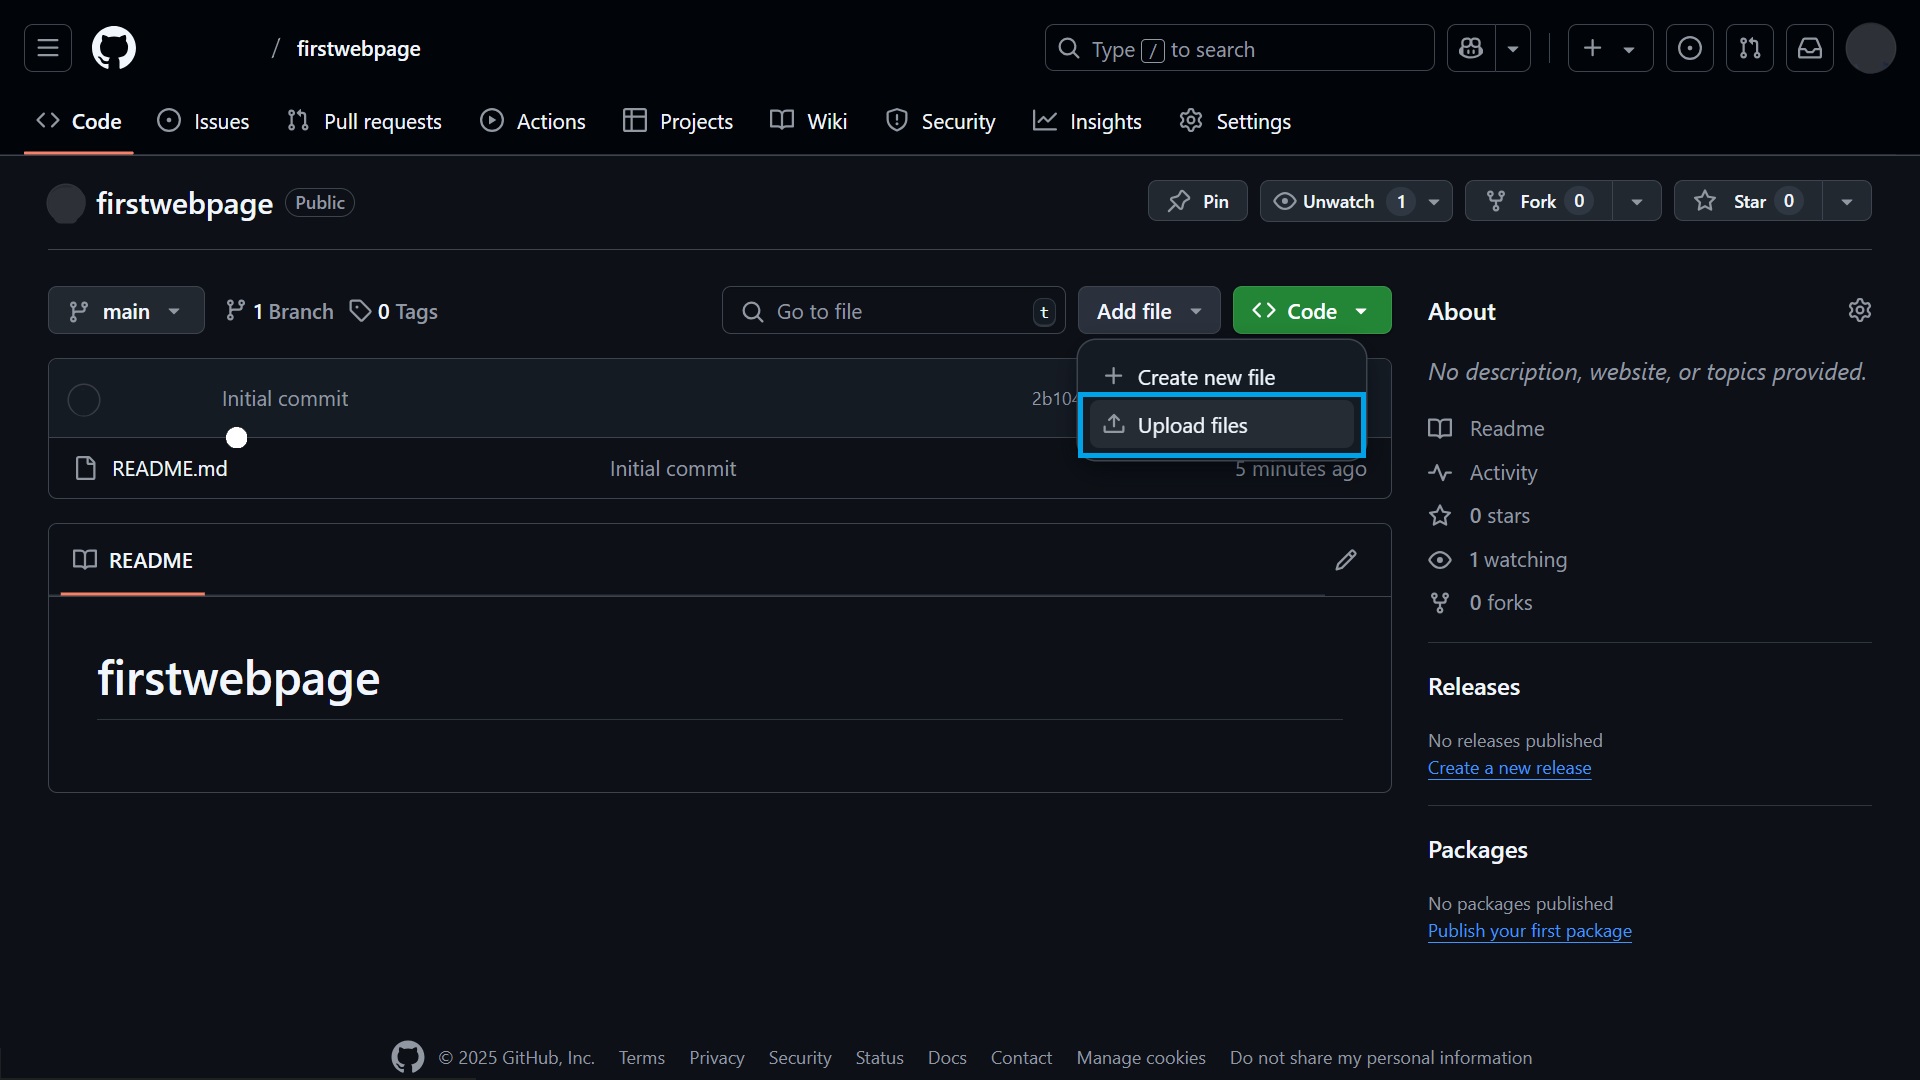 / firstwebpage
Type / to search
Code
Issues
Pull requests
Actions
Projects
Wiki
Security
Insights
Settings
firstwebpage Public
Pin
Unwatch 1
Fork 0
Star 0
main
1 Branch
0 Tags
Go to file t
Add file
Code
Create new file
Upload files
Initial commit
README.md Initial commit 5 minutes ago
README
firstwebpage
About
No description, website, or topics provided.
Readme
Activity
0 stars
1 watching
0 forks
Releases
No releases published
Create a new release
Packages
No packages published
Publish your first package
© 2025 GitHub, Inc. Terms Privacy Security Status Docs Contact Manage cookies Do not share my personal information